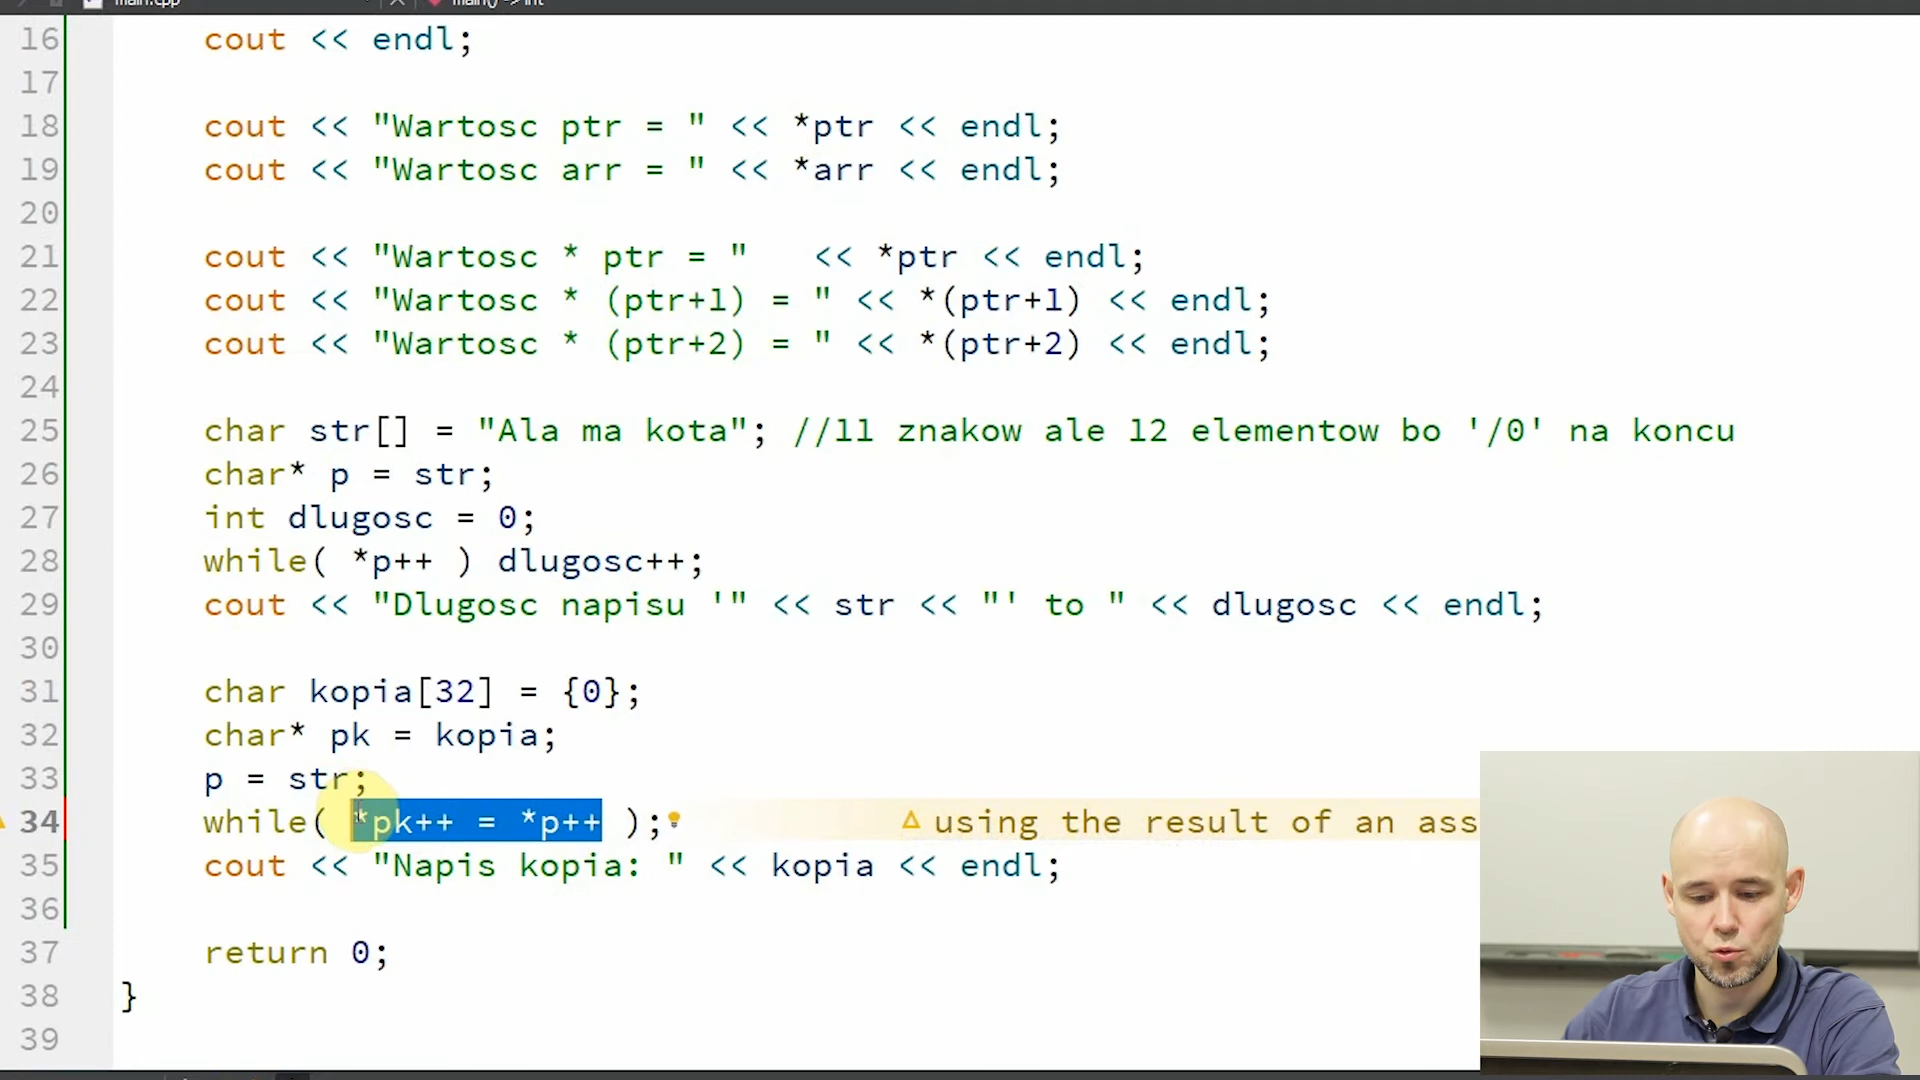 main.cpp main() -> int
16 cout << endl;
17
18 cout << "Wartosc ptr = " << *ptr << endl;
19 cout << "Wartosc arr = " << *arr << endl;
20
21 cout << "Wartosc * ptr = "   << *ptr << endl;
22 cout << "Wartosc * (ptr+1) = " << *(ptr+1) << endl;
23 cout << "Wartosc * (ptr+2) = " << *(ptr+2) << endl;
24
25 char str[] = "Ala ma kota"; //11 znakow ale 12 elementow bo '/0' na koncu
26 char* p = str;
27 int dlugosc = 0;
28 while( *p++ ) dlugosc++;
29 cout << "Dlugosc napisu '" << str << "' to " << dlugosc << endl;
30
31 char kopia[32] = {0};
32 char* pk = kopia;
33 p = str;
34 while( *pk++ = *p++ ); using the result of an ass
35 cout << "Napis kopia: " << kopia << endl;
36
37 return 0;
38 }
39